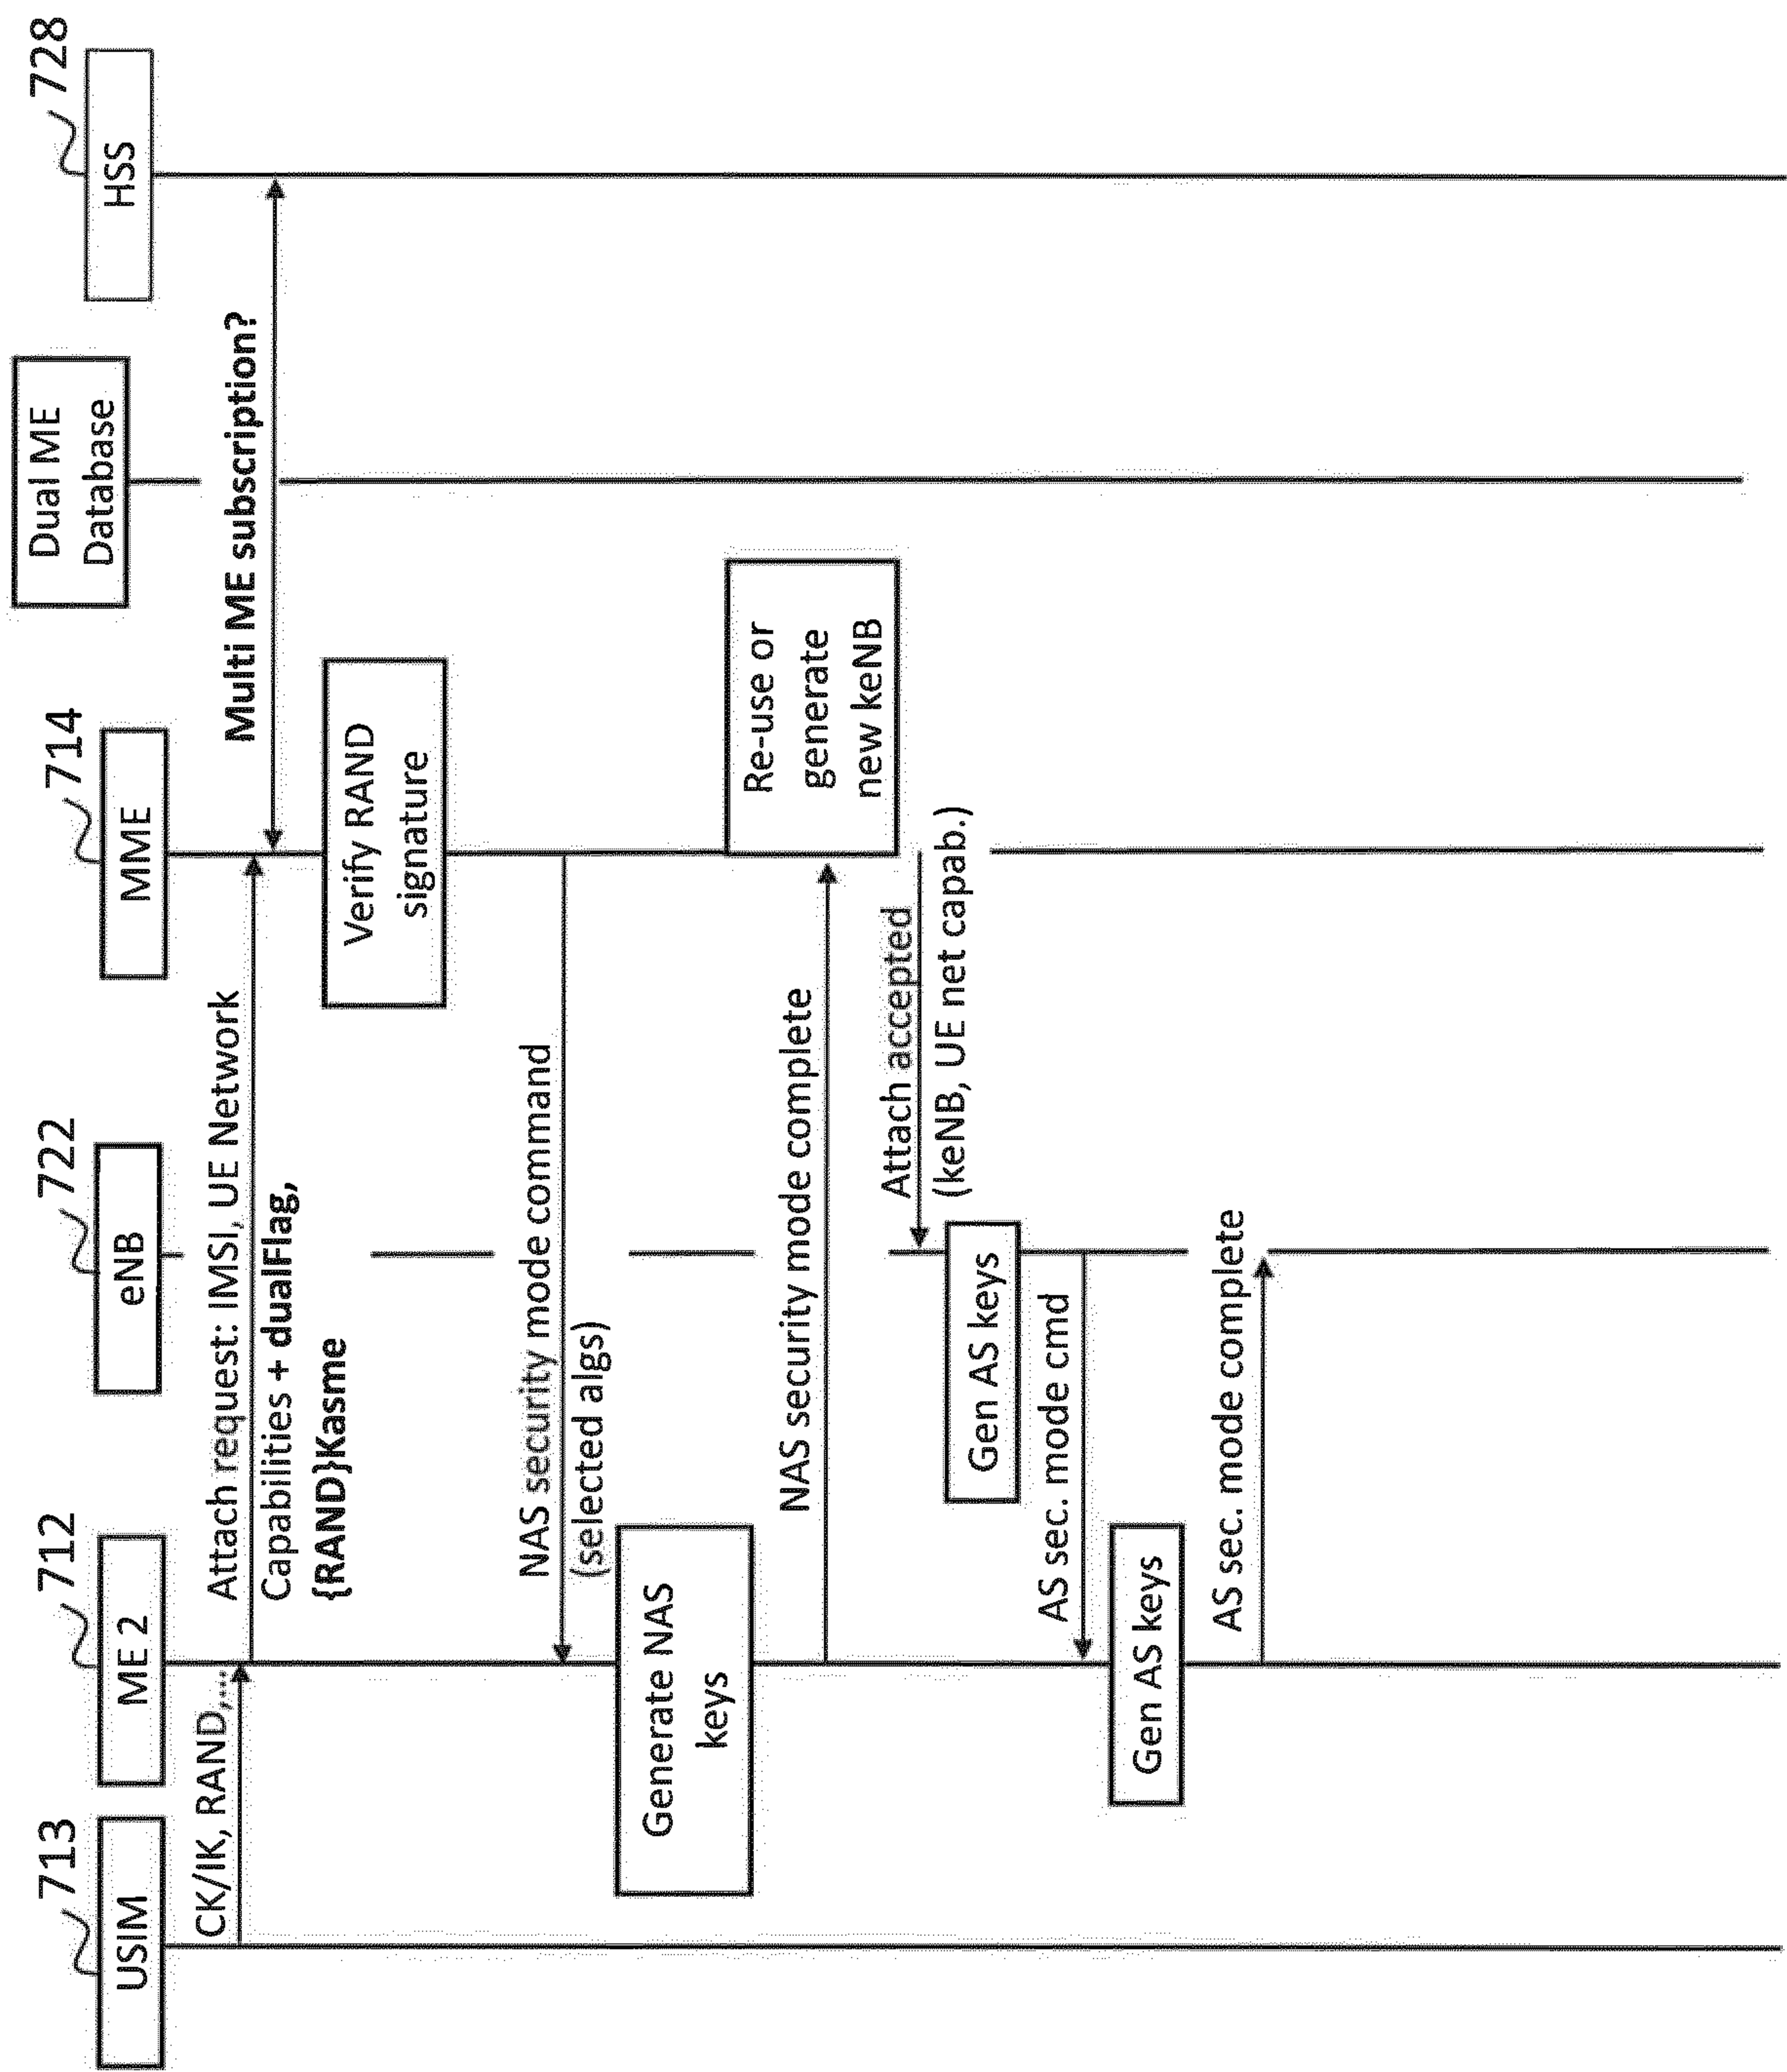 713
USIM
712
ME 2
722
eNB
714
MME
Dual ME
Database
728
HSS
CK/IK, RAND,...
Attach request: IMSI, UE Network
Capabilities + dualFlag,
{RAND}Kasme
Multi ME subscription?
Verify RAND
signature
NAS security mode command
(selected algs)
Generate NAS
keys
NAS security mode complete
Re-use or
generate
new keNB
Attach accepted
(keNB, UE net capab.)
Gen AS keys
AS sec. mode cmd
Gen AS keys
AS sec. mode complete